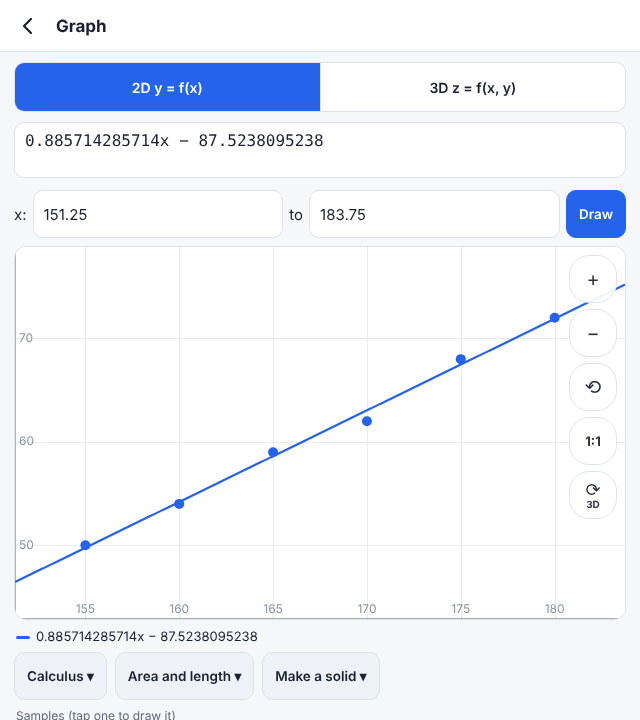 Graph
2D y = f(x)
3D z = f(x, y)
0.885714285714x − 87.5238095238
x: 151.25 to 183.75 Draw
+
70
−
⟲
60
1:1
⟳
3D
50
155 160 165 170 175 180
0.885714285714x − 87.5238095238
Calculus ▾ Area and length ▾ Make a solid ▾
Samples (tap one to draw it)